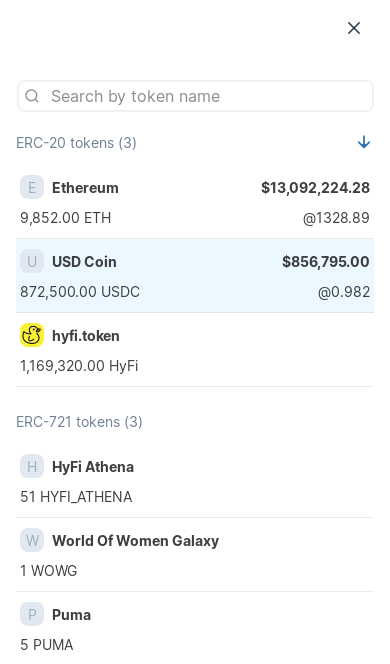 Search by token name
ERC-20 tokens (3)
E Ethereum $13,092,224.28
9,852.00 ETH @1328.89
U USD Coin $856,795.00
872,500.00 USDC @0.982
hyfi.token
1,169,320.00 HyFi
ERC-721 tokens (3)
H HyFi Athena
51 HYFI_ATHENA
W World Of Women Galaxy
1 WOWG
P Puma
5 PUMA